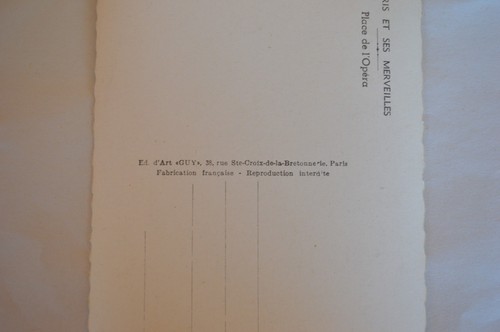 RIS ET SES MERVEILLES
Place de l'Opéra
Ed. d'Art «GUY», 38, rue Ste-Croix-de-la-Bretonnerie, Paris
Fabrication française - Reproduction interdite